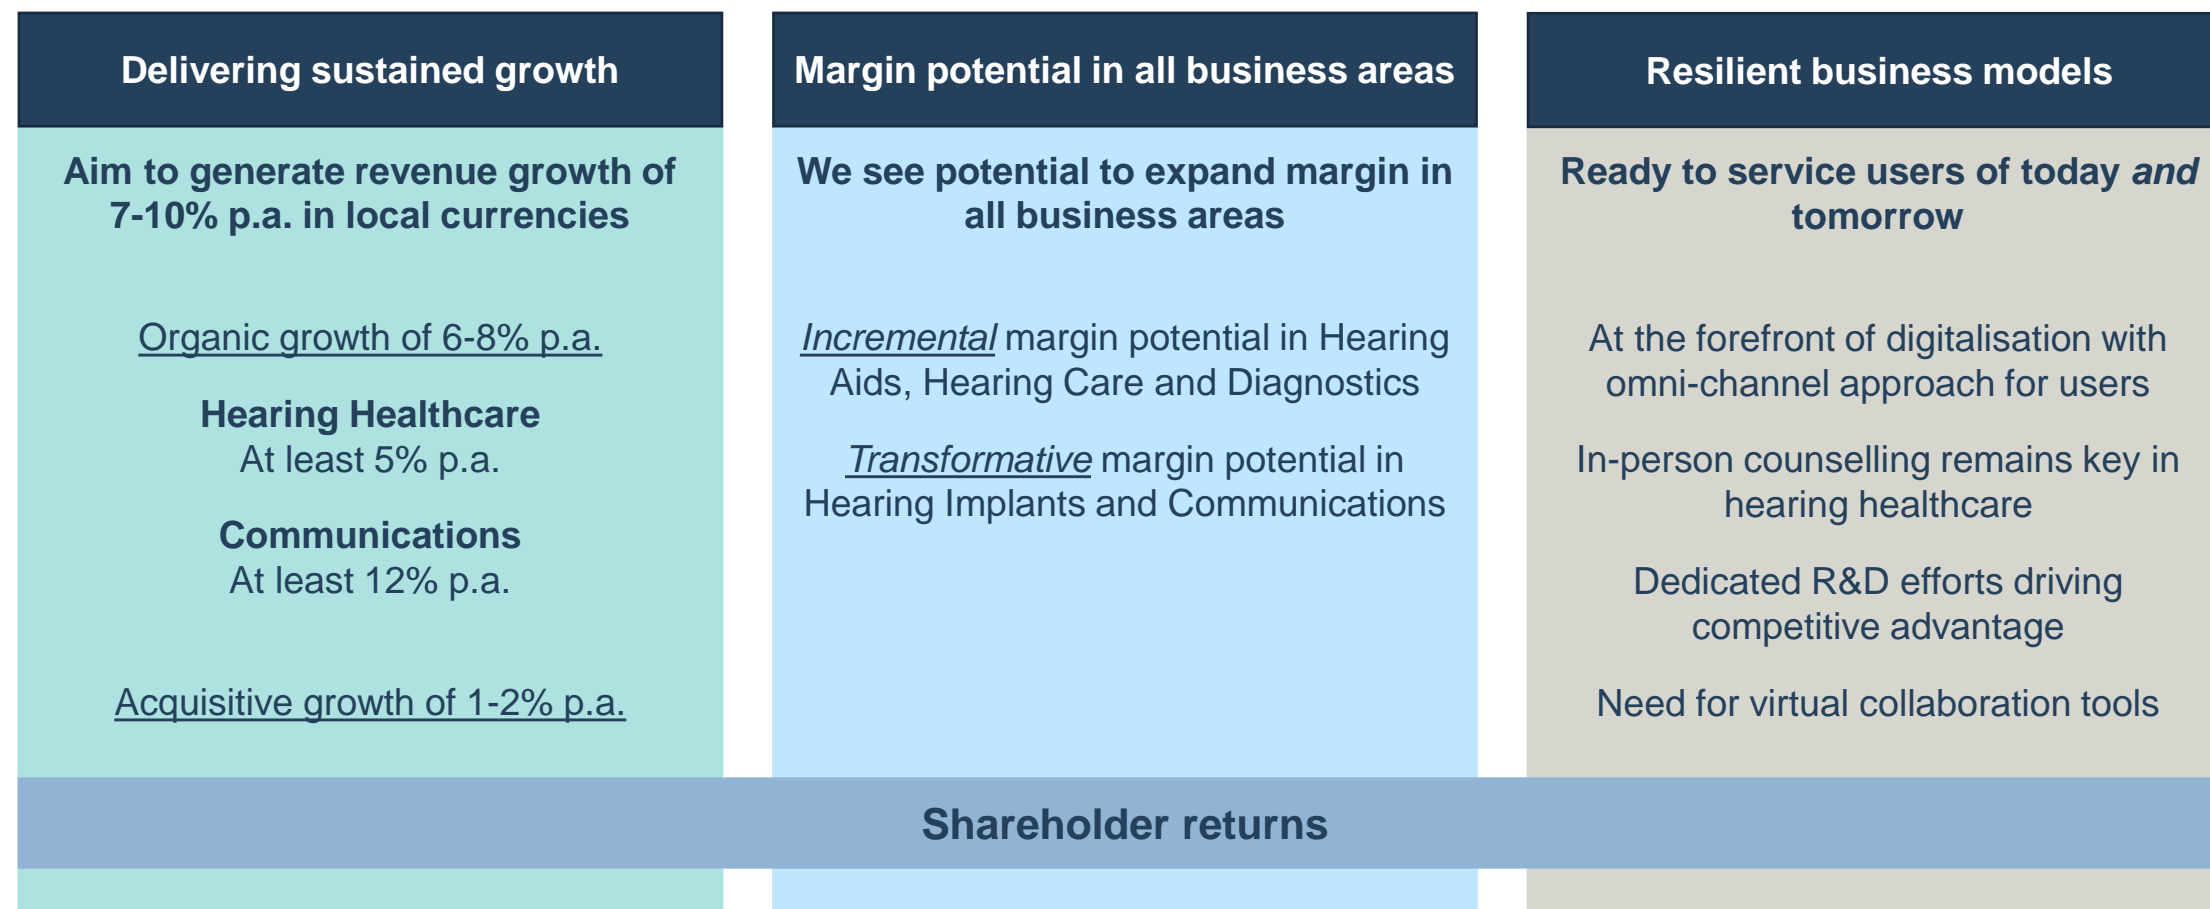 Delivering sustained growth
Aim to generate revenue growth of
7-10% p.a. in local currencies
Organic growth of 6-8% p.a.
Hearing Healthcare
At least 5% p.a.
Communications
At least 12% p.a.
Acquisitive growth of 1-2% p.a.
Margin potential in all business areas
We see potential to expand margin in
all business areas
Incremental margin potential in Hearing
Aids, Hearing Care and Diagnostics
Transformative margin potential in
Hearing Implants and Communications
Resilient business models
Ready to service users of today and
tomorrow
At the forefront of digitalisation with
omni-channel approach for users
In-person counselling remains key in
hearing healthcare
Dedicated R&D efforts driving
competitive advantage
Need for virtual collaboration tools
Shareholder returns